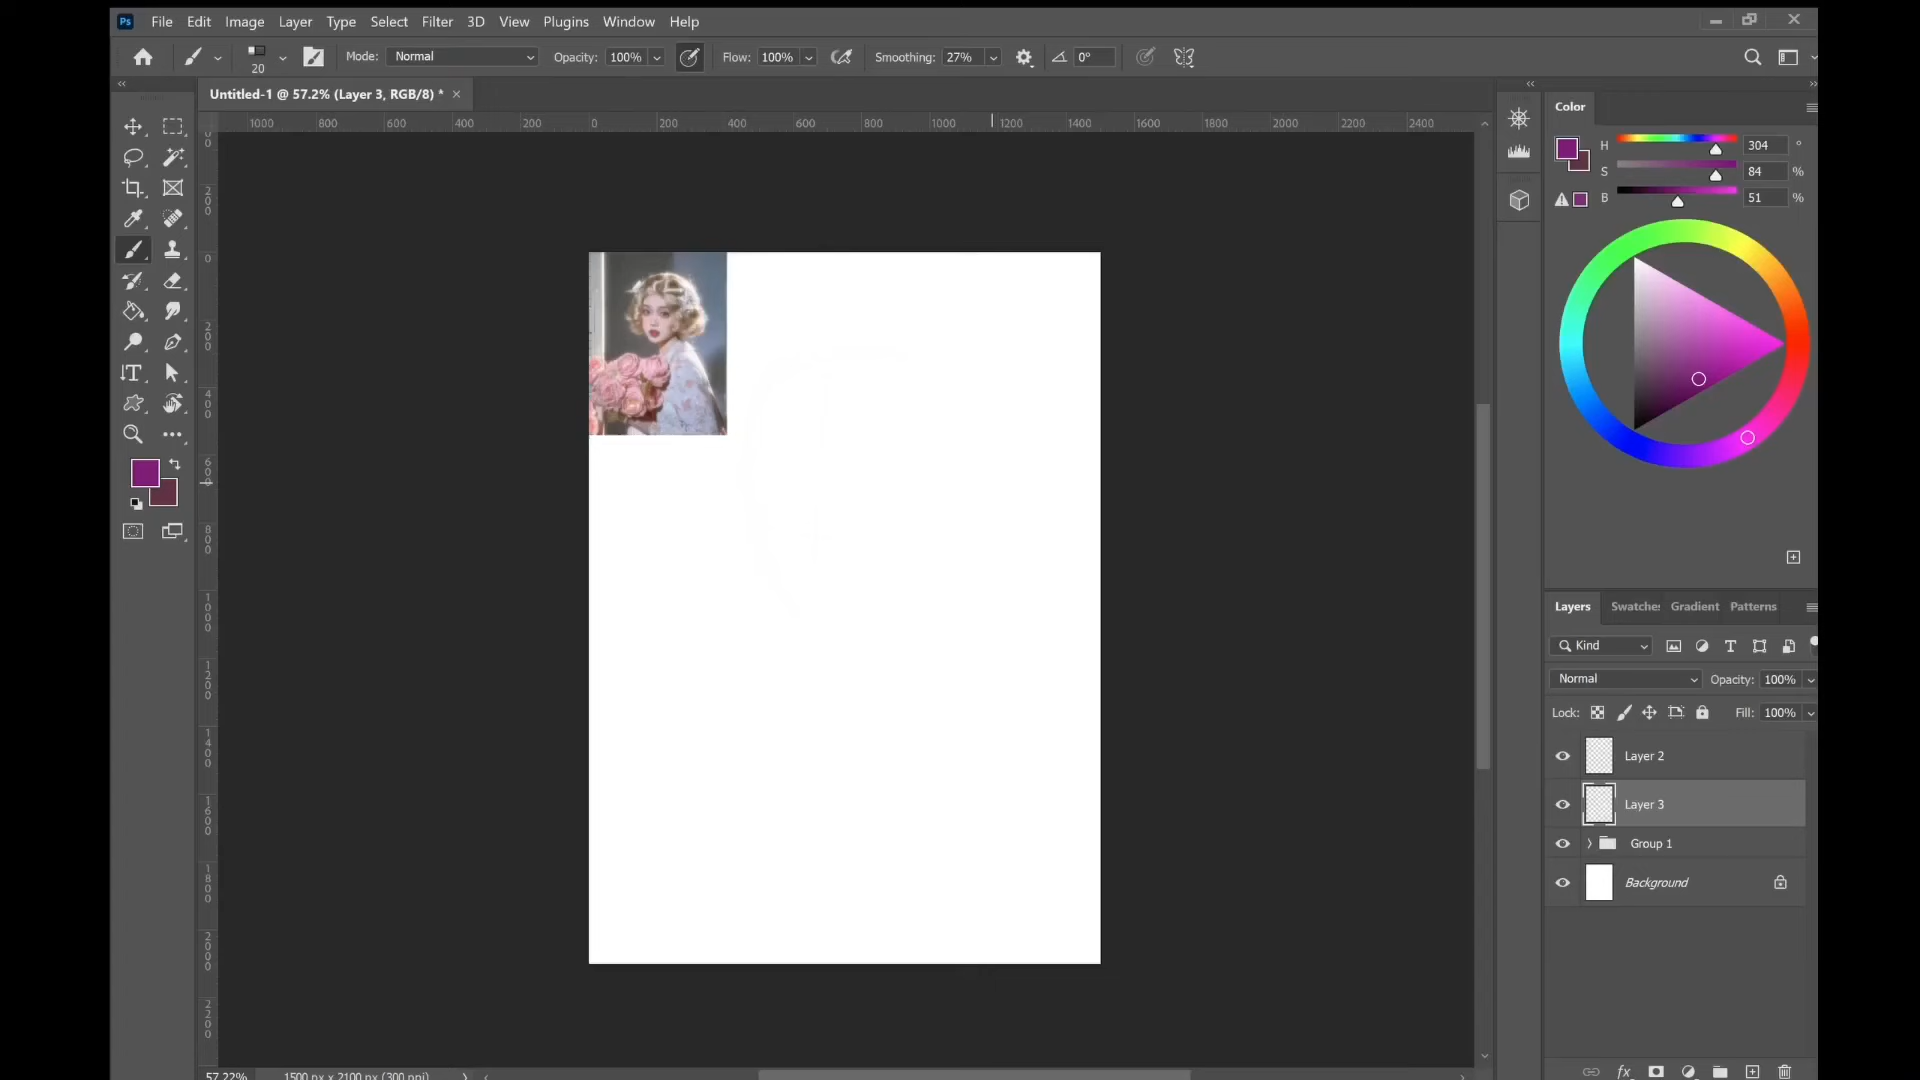 Ps File Edit Image Layer Type Select Filter 3D View Plugins Window Help
20 Mode: Normal Opacity: 100% Flow: 100% Smoothing: 27% 0°
Untitled-1 @ 57.2% (Layer 3, RGB/8) * ×
1000 800 600 400 200 0 200 400 600 800 1000 1200 1400 1600 1800 2000 2200 2400
0
200
0
200
400
600
800
1000
1200
1400
1600
1800
2000
2200
Color
H 304 °
S 84 %
B 51 %
Layers Swatches Gradient Patterns
Kind
Normal Opacity: 100%
Lock: Fill: 100%
Layer 2
Layer 3
Group 1
Background
fx
57.22% 1500 px x 2100 px (300 ppi)